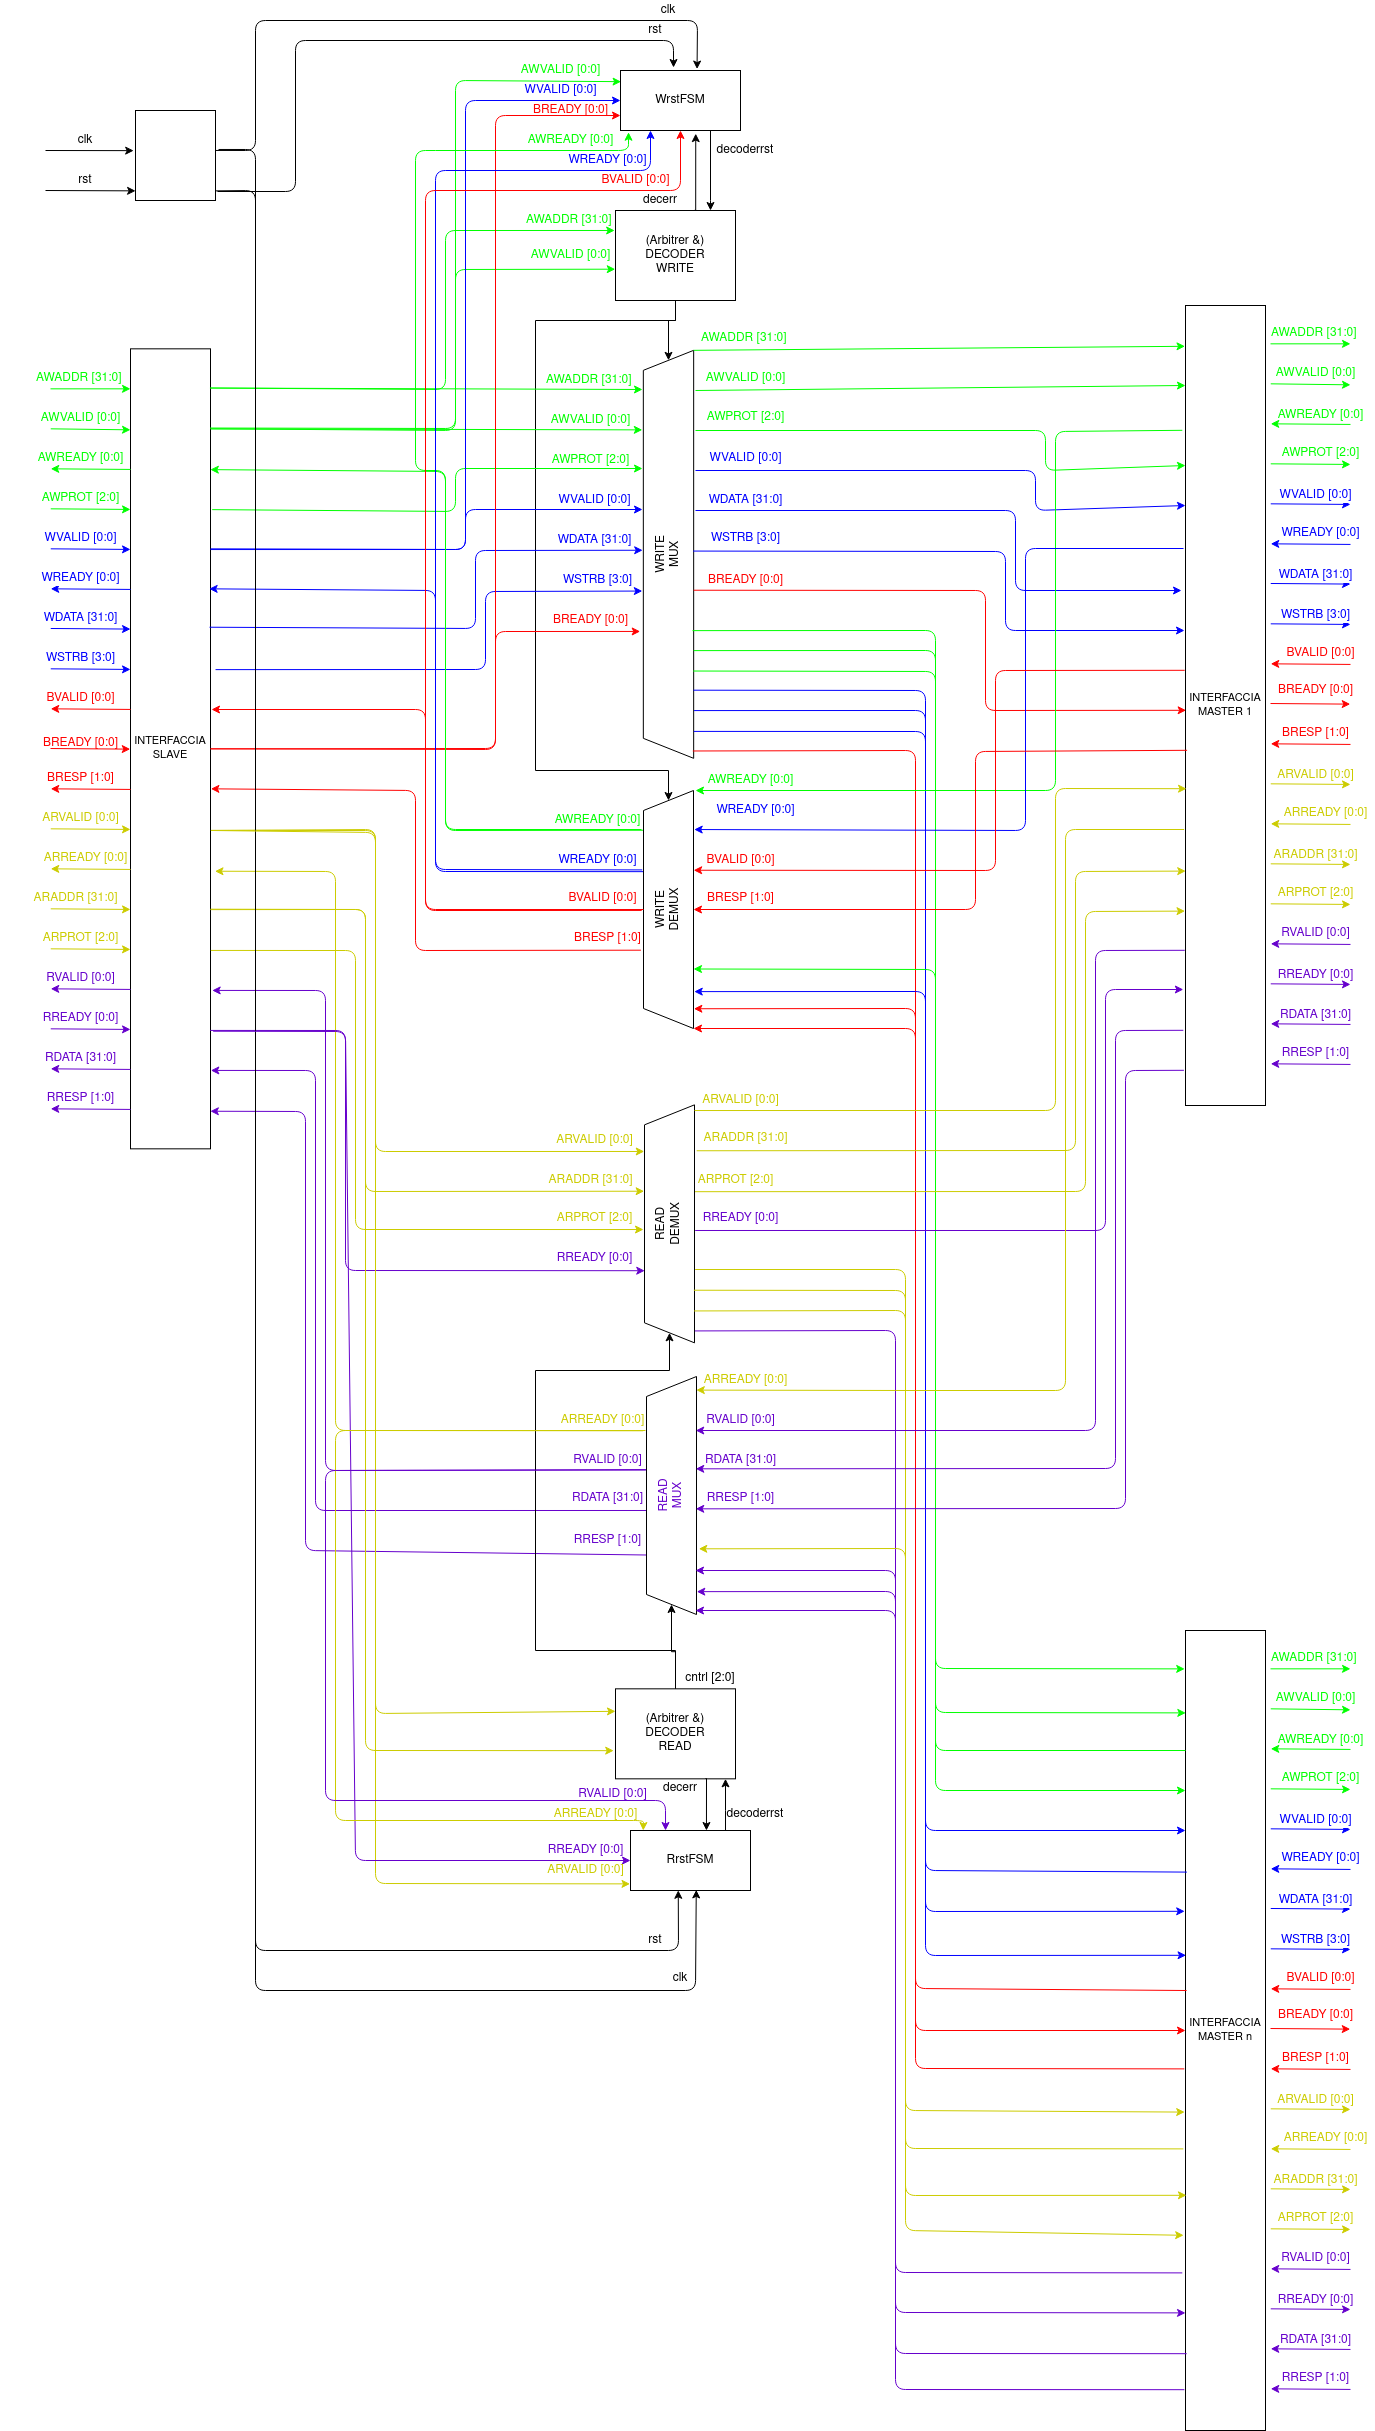 clk
rst
clk
rst
AWVALID [0:0]
WVALID [0:0]
BREADY [0:0]
WrstFSM
AWREADY [0:0]
WREADY [0:0]
BVALID [0:0]
decoderrst
decerr
AWADDR [31:0]
AWVALID [0:0]
(Arbitrer &)
DECODER
WRITE
AWADDR [31:0]
AWVALID [0:0]
AWREADY [0:0]
AWPROT [2:0]
WVALID [0:0]
WREADY [0:0]
WDATA [31:0]
WSTRB [3:0]
BVALID [0:0]
BREADY [0:0]
BRESP [1:0]
ARVALID [0:0]
ARREADY [0:0]
ARADDR [31:0]
ARPROT [2:0]
RVALID [0:0]
RREADY [0:0]
RDATA [31:0]
RRESP [1:0]
INTERFACCIA
SLAVE
AWADDR [31:0]
AWVALID [0:0]
AWPROT [2:0]
WVALID [0:0]
WDATA [31:0]
WSTRB [3:0]
BREADY [0:0]
WRITE
MUX
AWADDR [31:0]
AWVALID [0:0]
AWPROT [2:0]
WVALID [0:0]
WDATA [31:0]
WSTRB [3:0]
BREADY [0:0]
AWREADY [0:0]
WREADY [0:0]
BVALID [0:0]
BRESP [1:0]
WRITE
DEMUX
AWREADY [0:0]
WREADY [0:0]
BVALID [0:0]
BRESP [1:0]
INTERFACCIA
MASTER 1
AWADDR [31:0]
AWVALID [0:0]
AWREADY [0:0]
AWPROT [2:0]
WVALID [0:0]
WREADY [0:0]
WDATA [31:0]
WSTRB [3:0]
BVALID [0:0]
BREADY [0:0]
BRESP [1:0]
ARVALID [0:0]
ARREADY [0:0]
ARADDR [31:0]
ARPROT [2:0]
RVALID [0:0]
RREADY [0:0]
RDATA [31:0]
RRESP [1:0]
ARVALID [0:0]
ARADDR [31:0]
ARPROT [2:0]
RREADY [0:0]
READ
DEMUX
ARVALID [0:0]
ARADDR [31:0]
ARPROT [2:0]
RREADY [0:0]
ARREADY [0:0]
RVALID [0:0]
RDATA [31:0]
RRESP [1:0]
READ
MUX
ARREADY [0:0]
RVALID [0:0]
RDATA [31:0]
RRESP [1:0]
cntrl [2:0]
(Arbitrer &)
DECODER
READ
decerr
decoderrst
RVALID [0:0]
ARREADY [0:0]
RREADY [0:0]
ARVALID [0:0]
RrstFSM
rst
clk
INTERFACCIA
MASTER n
AWADDR [31:0]
AWVALID [0:0]
AWREADY [0:0]
AWPROT [2:0]
WVALID [0:0]
WREADY [0:0]
WDATA [31:0]
WSTRB [3:0]
BVALID [0:0]
BREADY [0:0]
BRESP [1:0]
ARVALID [0:0]
ARREADY [0:0]
ARADDR [31:0]
ARPROT [2:0]
RVALID [0:0]
RREADY [0:0]
RDATA [31:0]
RRESP [1:0]